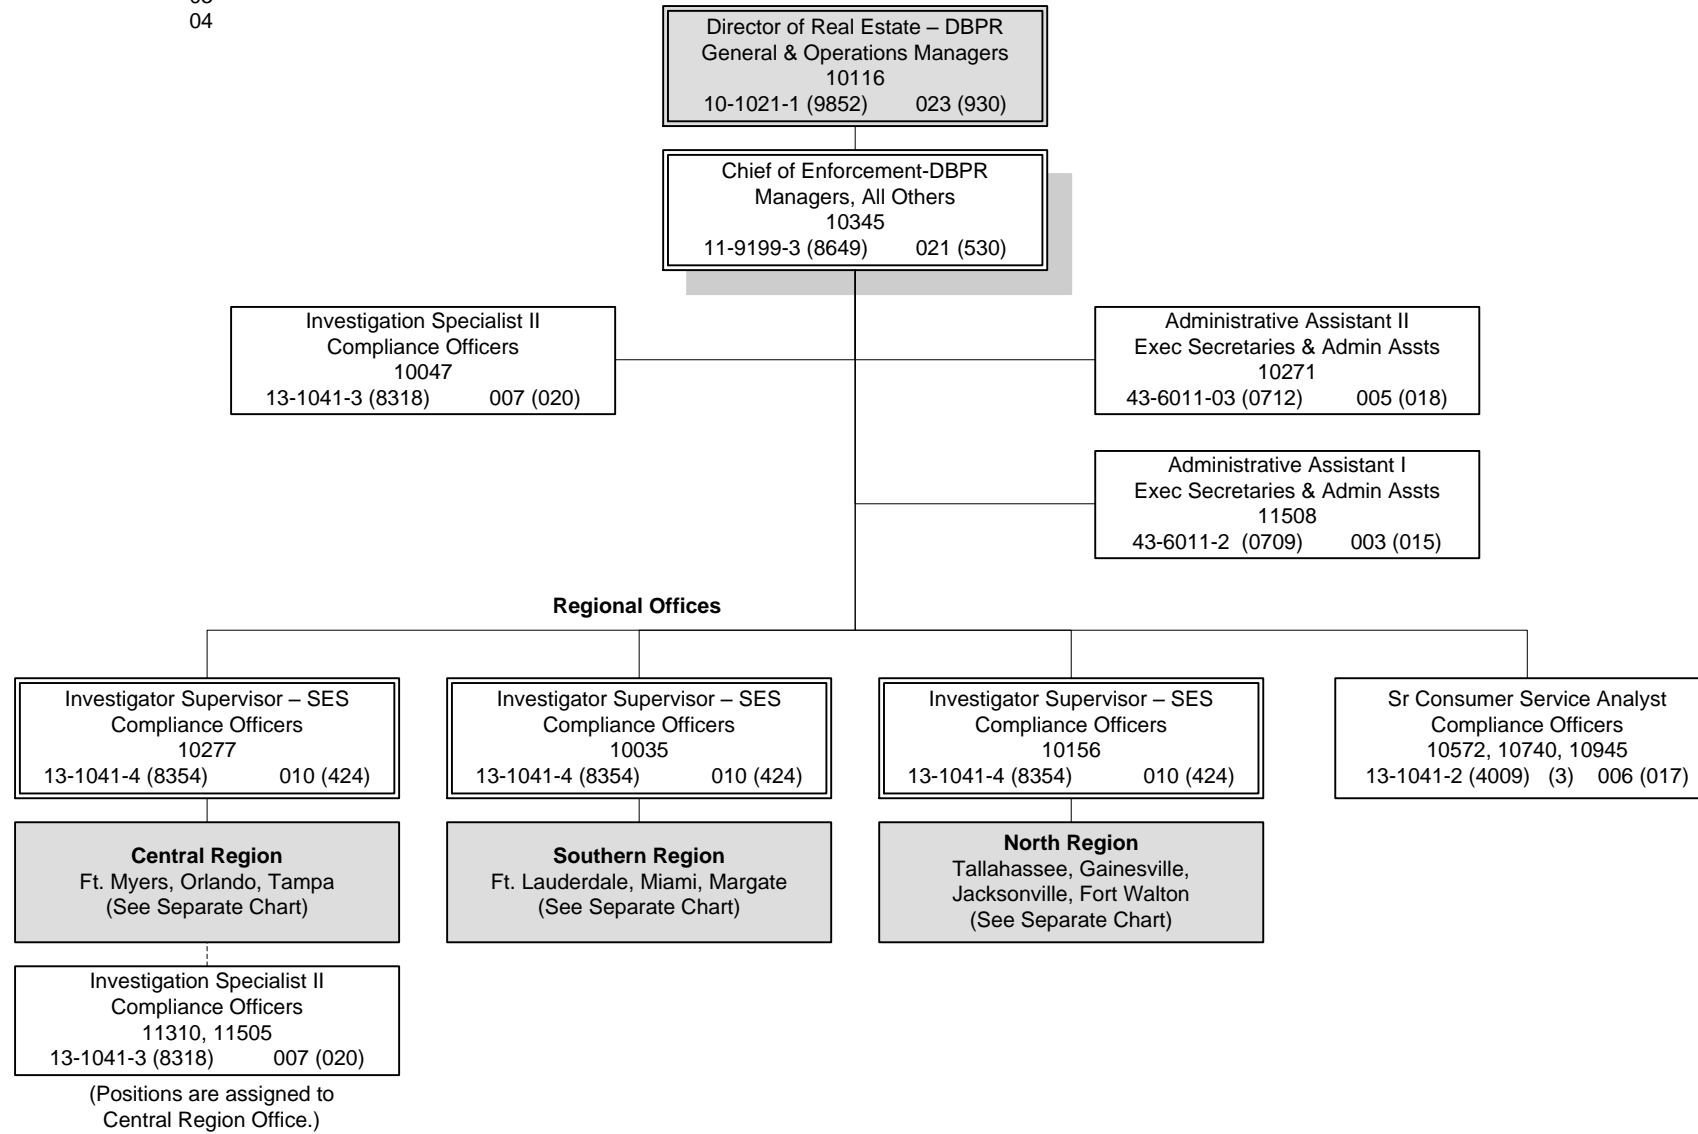 04
Director of Real Estate – DBPR
General & Operations Managers
10116
10-1021-1 (9852) 023 (930)
Chief of Enforcement-DBPR
Managers, All Others
10345
11-9199-3 (8649) 021 (530)
Investigation Specialist II
Compliance Officers
10047
13-1041-3 (8318) 007 (020)
Administrative Assistant II
Exec Secretaries & Admin Assts
10271
43-6011-03 (0712) 005 (018)
Administrative Assistant I
Exec Secretaries & Admin Assts
11508
43-6011-2 (0709) 003 (015)
Regional Offices
Investigator Supervisor – SES
Compliance Officers
10277
13-1041-4 (8354) 010 (424)
Investigator Supervisor – SES
Compliance Officers
10035
13-1041-4 (8354) 010 (424)
Investigator Supervisor – SES
Compliance Officers
10156
13-1041-4 (8354) 010 (424)
Sr Consumer Service Analyst
Compliance Officers
10572, 10740, 10945
13-1041-2 (4009) (3) 006 (017)
Central Region
Ft. Myers, Orlando, Tampa
(See Separate Chart)
Southern Region
Ft. Lauderdale, Miami, Margate
(See Separate Chart)
North Region
Tallahassee, Gainesville,
Jacksonville, Fort Walton
(See Separate Chart)
Investigation Specialist II
Compliance Officers
11310, 11505
13-1041-3 (8318) 007 (020)
(Positions are assigned to
Central Region Office.)